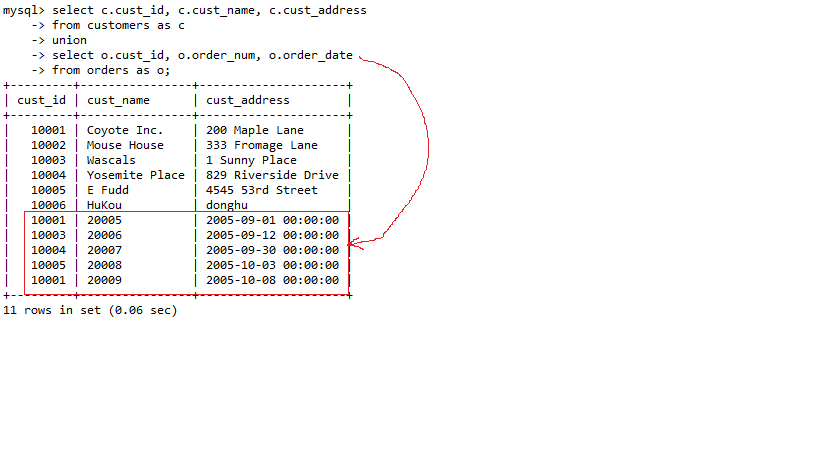 mysql> select c.cust_id, c.cust_name, c.cust_address
    -> from customers as c
    -> union
    -> select o.cust_id, o.order_num, o.order_date
    -> from orders as o;
+---------+----------------+---------------------+
| cust_id | cust_name      | cust_address        |
+---------+----------------+---------------------+
|   10001 | Coyote Inc.    | 200 Maple Lane      |
|   10002 | Mouse House    | 333 Fromage Lane    |
|   10003 | Wascals        | 1 Sunny Place       |
|   10004 | Yosemite Place | 829 Riverside Drive |
|   10005 | E Fudd         | 4545 53rd Street    |
|   10006 | HuKou          | donghu              |
|   10001 | 20005          | 2005-09-01 00:00:00 |
|   10003 | 20006          | 2005-09-12 00:00:00 |
|   10004 | 20007          | 2005-09-30 00:00:00 |
|   10005 | 20008          | 2005-10-03 00:00:00 |
|   10001 | 20009          | 2005-10-08 00:00:00 |
+---------+----------------+---------------------+
11 rows in set (0.06 sec)